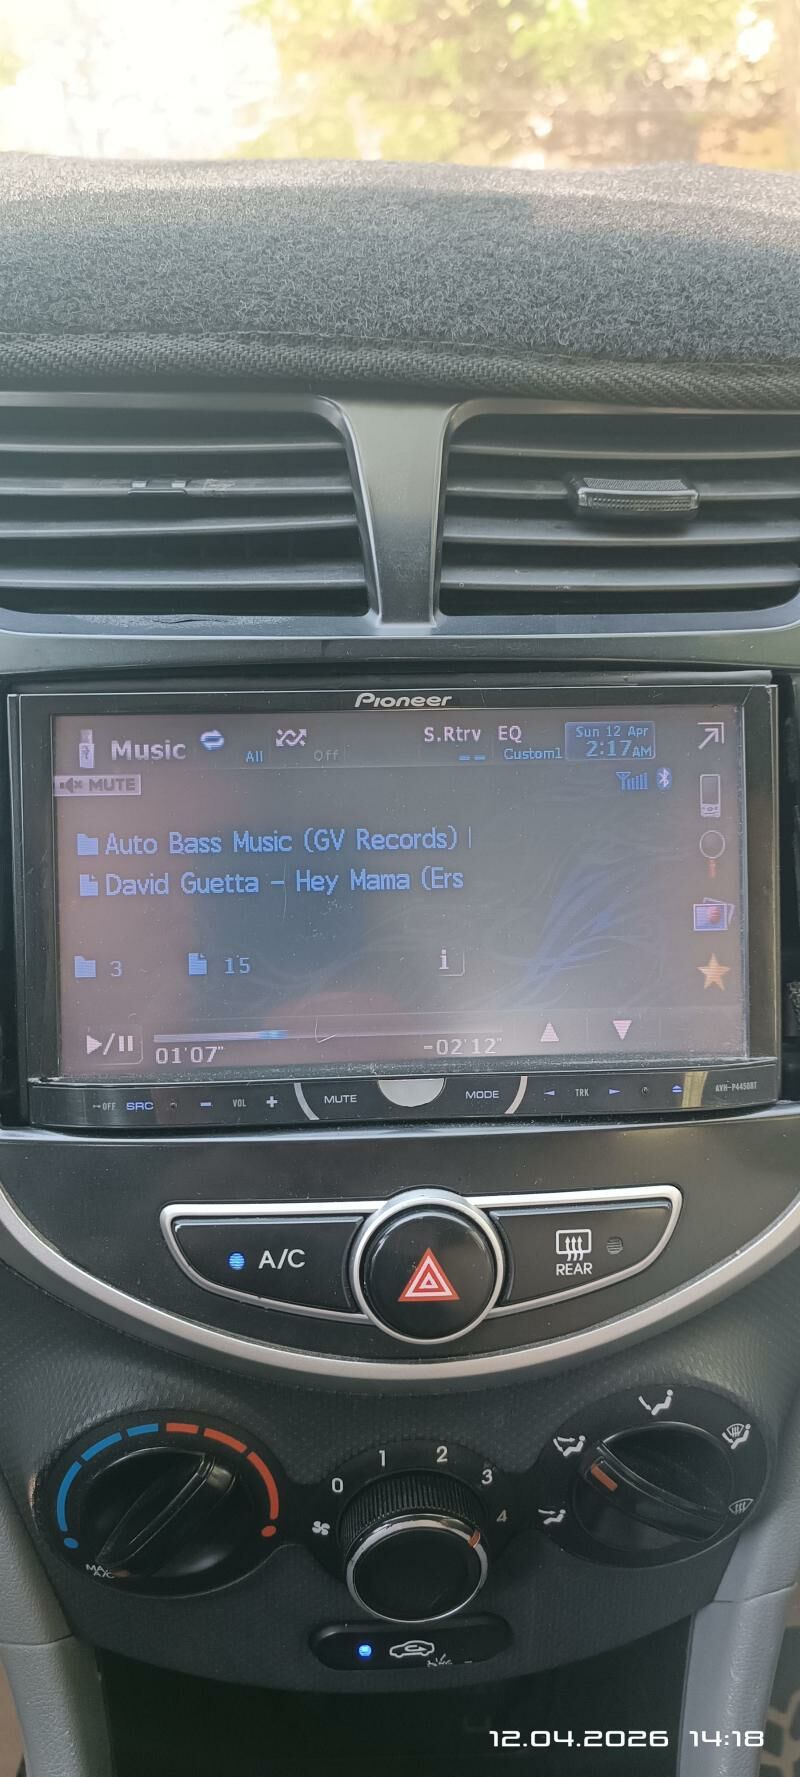 Pioneer
Music All Off S.Rtrv EQ Custom1 Sun 12 Apr
2:17AM
MUTE
Auto Bass Music (GV Records) |
David Guetta - Hey Mama (Ers
3 15 i
01'07" -02'12"
OFF SRC VOL MUTE MODE TRK AVH-P4450BT
A/C
REAR
0 1 2 3 4
MAX A/C
12.04.2026 14:18